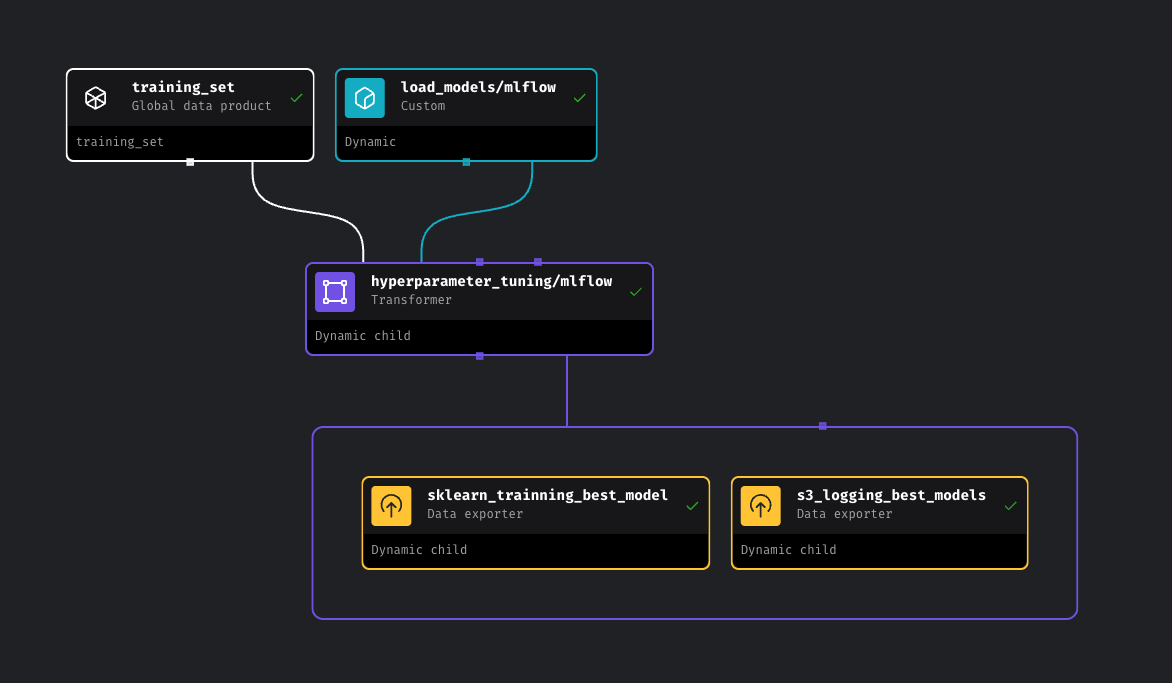 training_set
Global data product
training_set
load_models/mlflow
Custom
Dynamic
hyperparameter_tuning/mlflow
Transformer
Dynamic child
sklearn_trainning_best_model
Data exporter
Dynamic child
s3_logging_best_models
Data exporter
Dynamic child